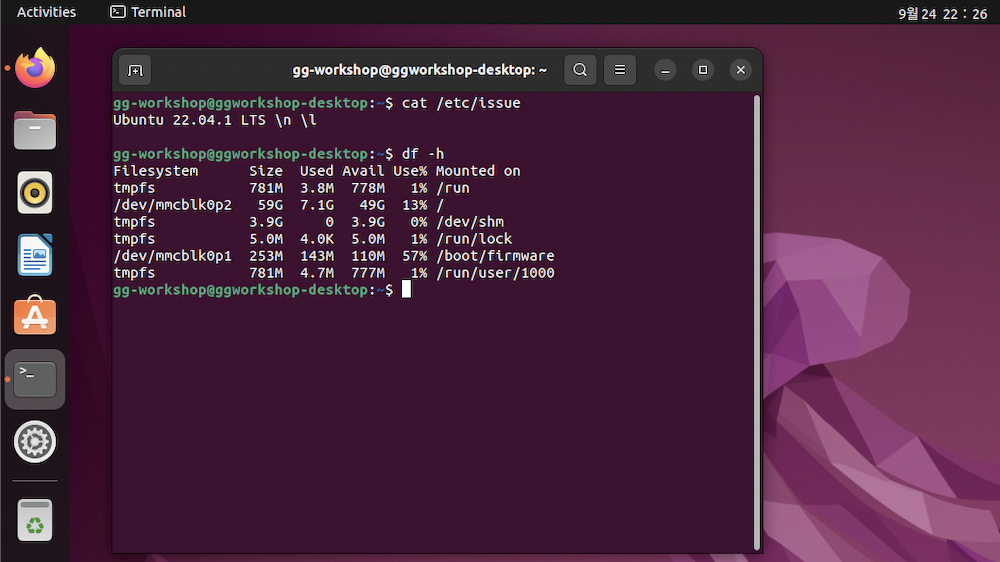 Activities
Terminal
9월 24 22 : 26
gg-workshop@ggworkshop-desktop: ~
gg-workshop@ggworkshop-desktop:~$ cat /etc/issue
Ubuntu 22.04.1 LTS \n \l
gg-workshop@ggworkshop-desktop:~$ df -h
Filesystem      Size  Used Avail Use% Mounted on
tmpfs           781M  3.8M  778M   1% /run
/dev/mmcblk0p2   59G  7.1G   49G  13% /
tmpfs           3.9G     0  3.9G   0% /dev/shm
tmpfs           5.0M  4.0K  5.0M   1% /run/lock
/dev/mmcblk0p1  253M  143M  110M  57% /boot/firmware
tmpfs           781M  4.7M  777M   1% /run/user/1000
gg-workshop@ggworkshop-desktop:~$